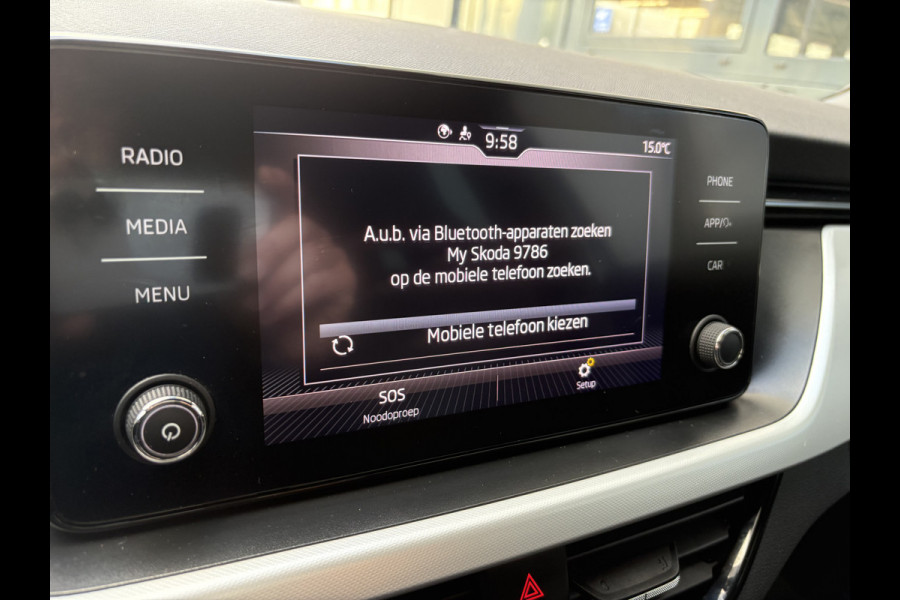 9:58
15.0°C
RADIO
MEDIA
MENU
A.u.b. via Bluetooth-apparaten zoeken
My Skoda 9786
op de mobiele telefoon zoeken.
Mobiele telefoon kiezen
SOS
Noodoproep
Setup
PHONE
APP/
CAR